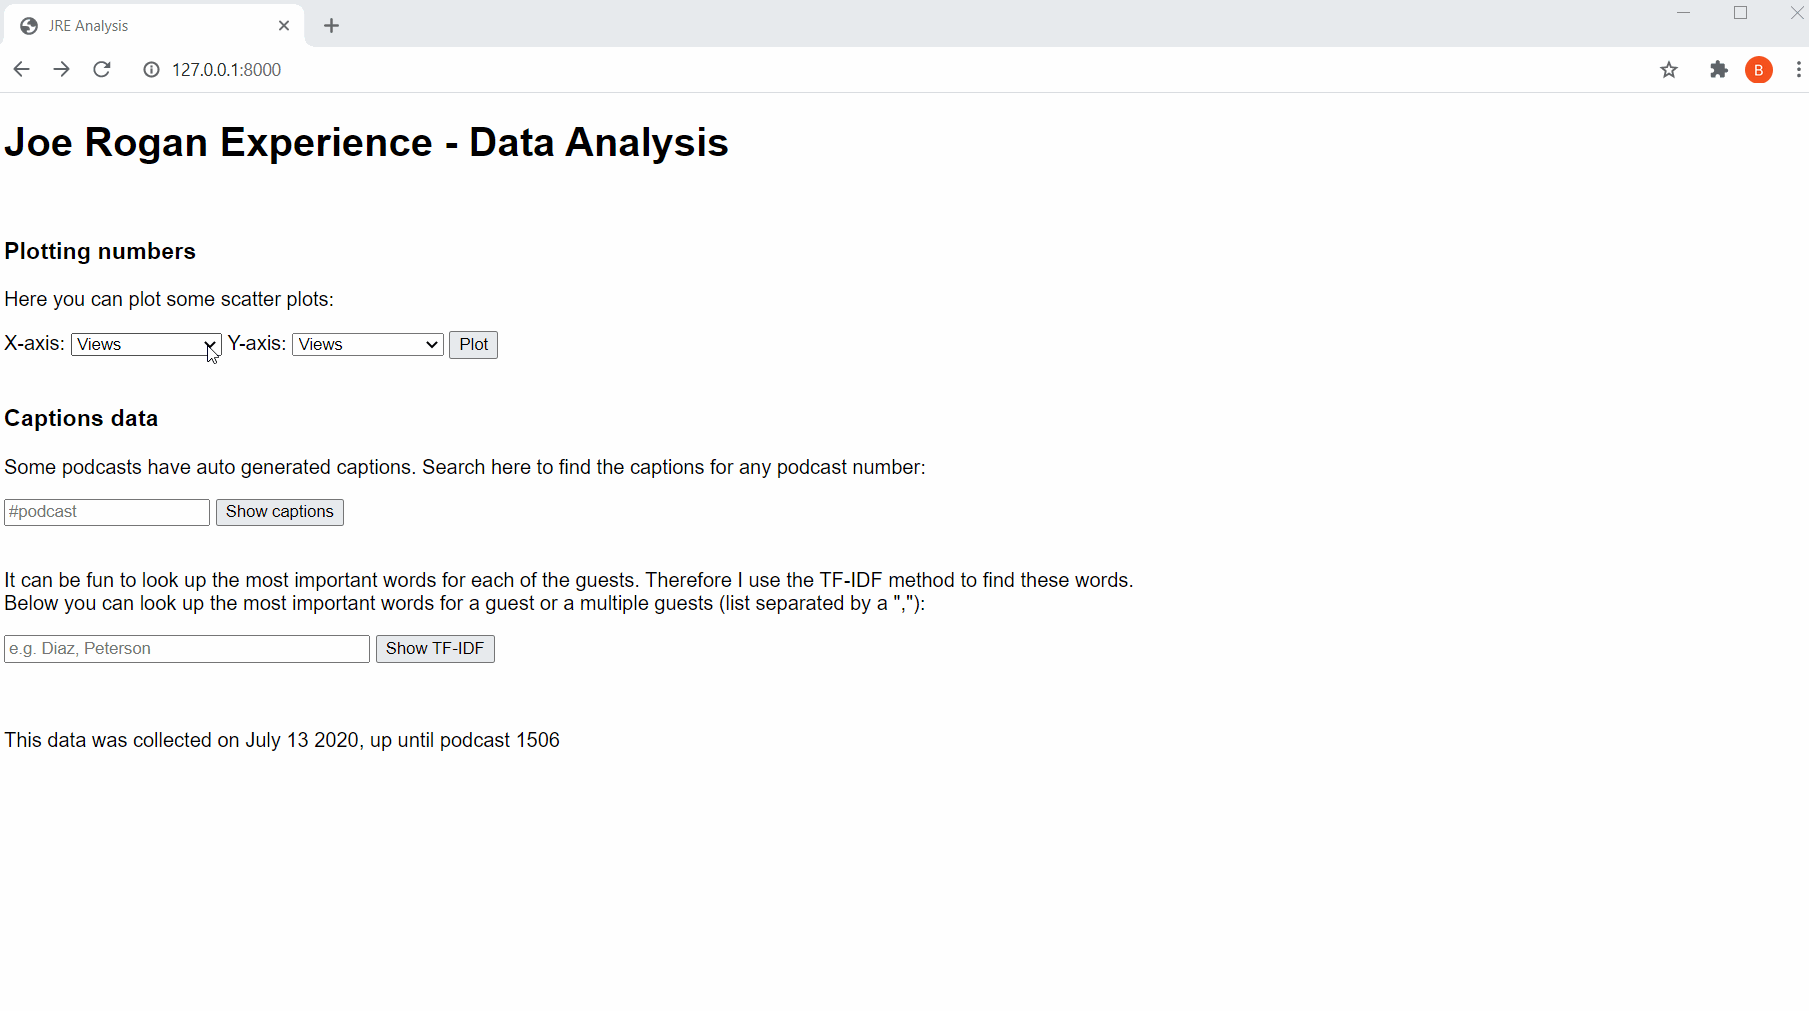 JRE Analysis
127.0.0.1:8000
B
Joe Rogan Experience - Data Analysis
Plotting numbers
Here you can plot some scatter plots:
X-axis: Views Y-axis: Views Plot
Captions data
Some podcasts have auto generated captions. Search here to find the captions for any podcast number:
#podcast Show captions
It can be fun to look up the most important words for each of the guests. Therefore I use the TF-IDF method to find these words.
Below you can look up the most important words for a guest or a multiple guests (list separated by a ","):
e.g. Diaz, Peterson Show TF-IDF
This data was collected on July 13 2020, up until podcast 1506